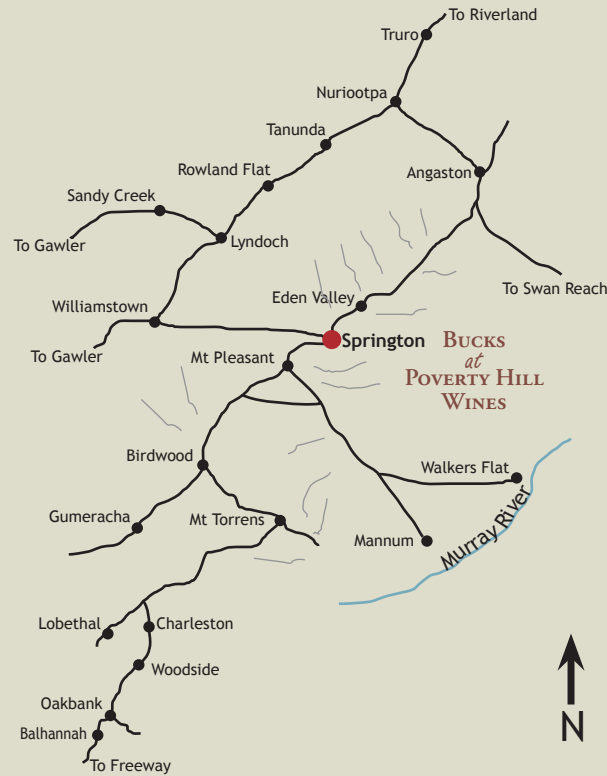 To Riverland
Truro
Nuriootpa
Tanunda
Rowland Flat
Angaston
Sandy Creek
To Gawler
Lyndoch
To Swan Reach
Eden Valley
Williamstown
Springton
BUCKS
at
POVERTY HILL
WINES
To Gawler
Mt Pleasant
Birdwood
Walkers Flat
Gumeracha
Mt Torrens
Mannum
Murray River
Lobethal
Charleston
Woodside
Oakbank
Balhannah
To Freeway
N